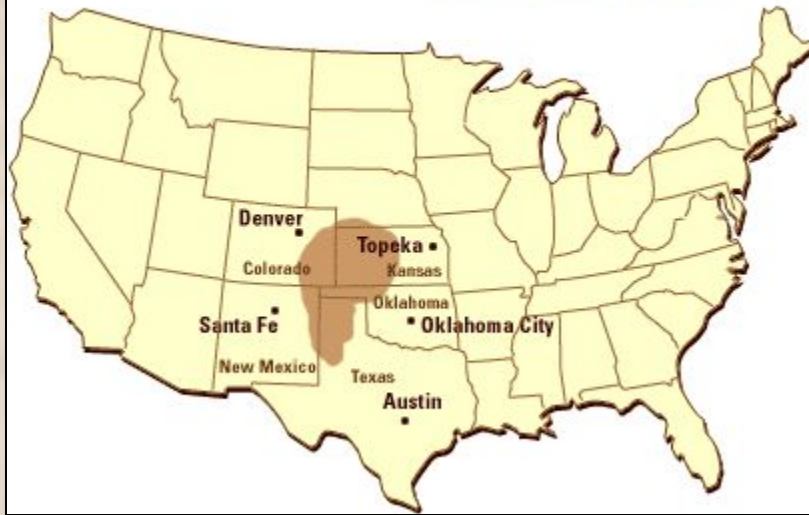 Denver
Topeka
Colorado
Kansas
Oklahoma
Santa Fe
Oklahoma City
New Mexico
Texas
Austin